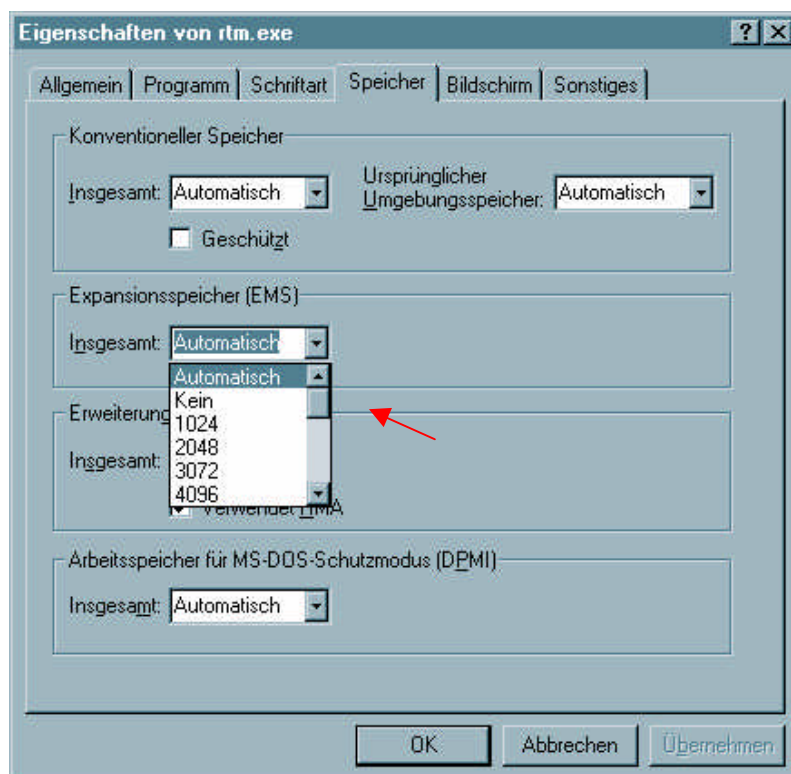 Eigenschaften von rtm.exe
Allgemein Programm Schriftart Speicher Bildschirm Sonstiges
Konventioneller Speicher
Insgesamt: Automatisch
Ursprünglicher
Umgebungsspeicher: Automatisch
Geschützt
Expansionsspeicher (EMS)
Insgesamt: Automatisch
Automatisch
Kein
1024
2048
3072
4096
Insgesamt:
Arbeitsspeicher für MS-DOS-Schutzmodus (DPMI)
Insgesamt: Automatisch
OK Abbrechen Übernehmen